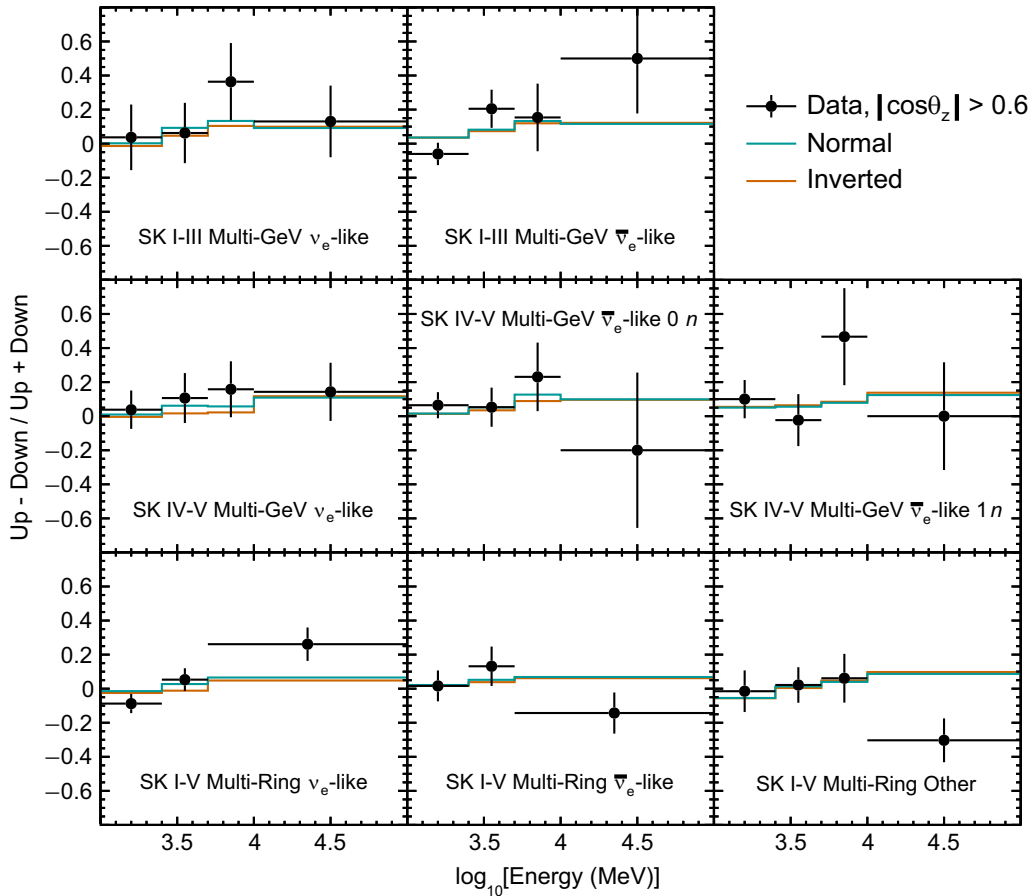 0.6
0.4
0.2
0
−0.2
−0.4
−0.6
SK I-III Multi-GeV νe-like
SK I-III Multi-GeV ν̅e-like
Data, |cosθz| > 0.6
Normal
Inverted
Up - Down / Up + Down
0.6
0.4
0.2
0
−0.2
−0.4
−0.6
SK IV-V Multi-GeV νe-like
SK IV-V Multi-GeV ν̅e-like 0 n
SK IV-V Multi-GeV ν̅e-like 1 n
0.6
0.4
0.2
0
−0.2
−0.4
−0.6
SK I-V Multi-Ring νe-like
SK I-V Multi-Ring ν̅e-like
SK I-V Multi-Ring Other
3.5 4 4.5
3.5 4 4.5
3.5 4 4.5 5
log10[Energy (MeV)]